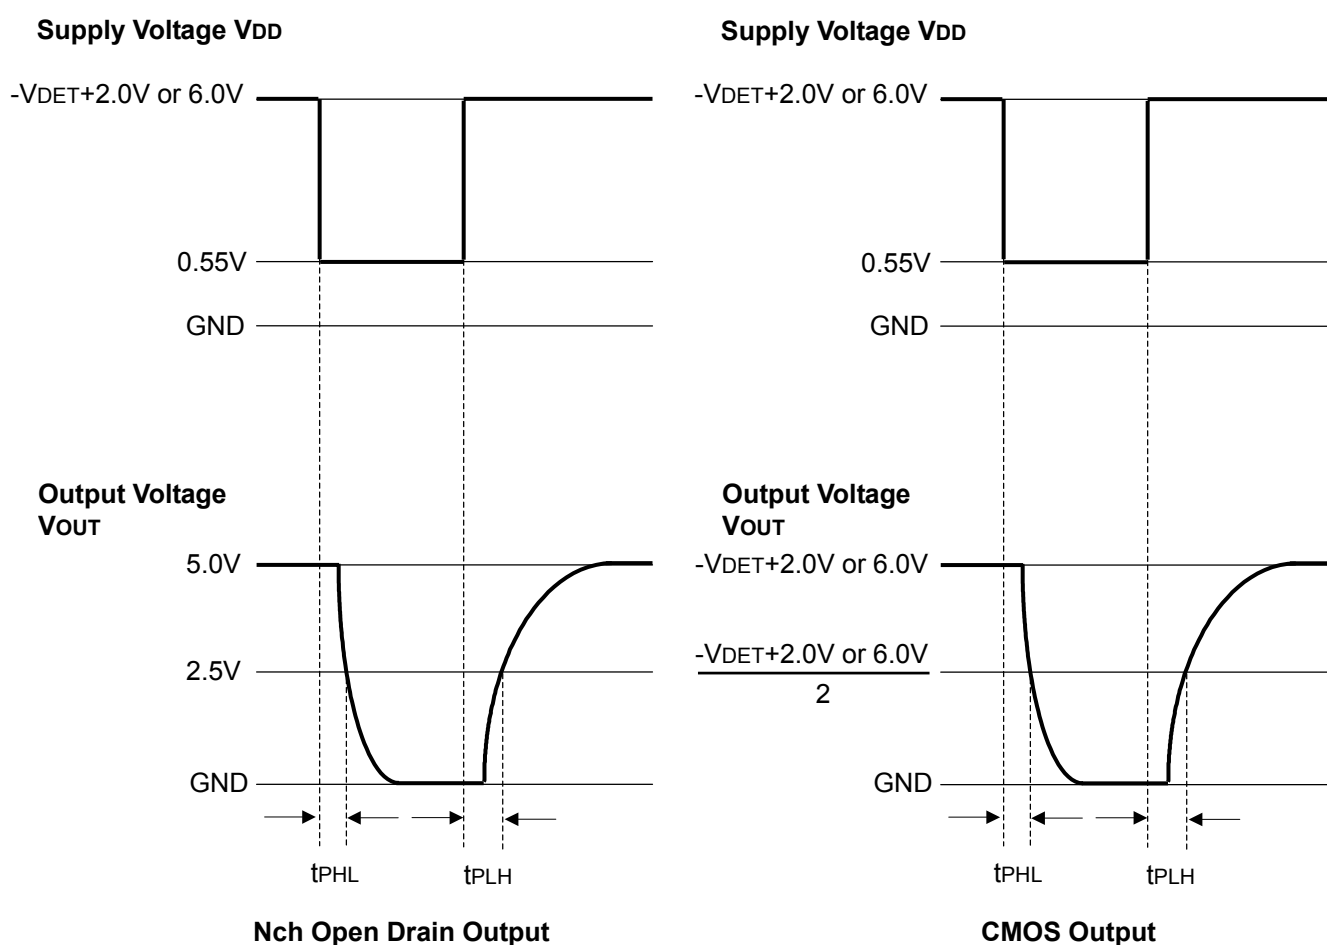 Supply Voltage VDD
-VDET+2.0V or 6.0V
0.55V
GND
Output Voltage
VOUT
5.0V
2.5V
GND
tPHL
tPLH
Nch Open Drain Output
Supply Voltage VDD
-VDET+2.0V or 6.0V
0.55V
GND
Output Voltage
VOUT
-VDET+2.0V or 6.0V
-VDET+2.0V or 6.0V
2
GND
tPHL
tPLH
CMOS Output